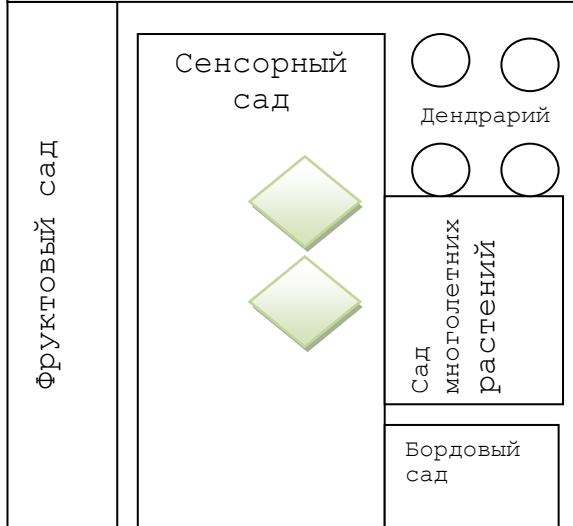 Фруктовый сад
Сенсорный
сад
Дендрарий
Сад
многолетних
растений
Бордовый
сад